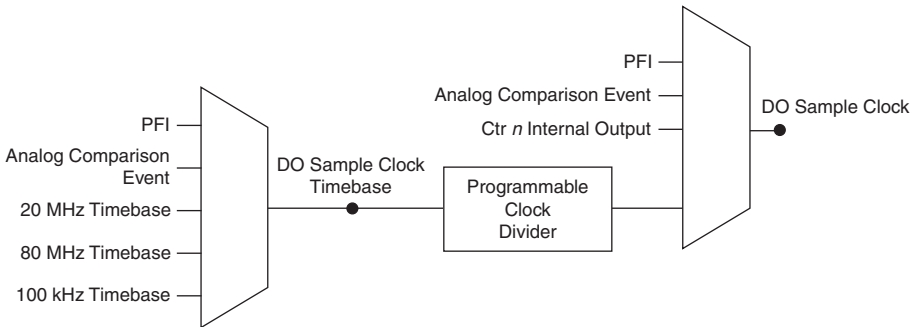 PFI
Analog Comparison
Event
20 MHz Timebase
80 MHz Timebase
100 kHz Timebase
DO Sample Clock
Timebase
Programmable
Clock
Divider
PFI
Analog Comparison Event
Ctr n Internal Output
DO Sample Clock